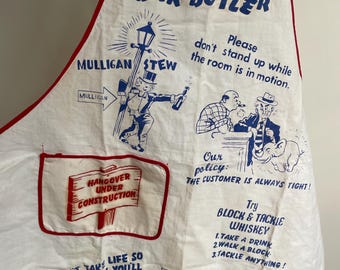 BUTLER
Please
don't stand up while
the room is in motion.
MULLIGAN STEW
MULLIGAN
Our
policy:
THE CUSTOMER IS ALWAYS TIGHT!
HANGOVER
UNDER
CONSTRUCTION
Try
BLOCK & TACKLE
WHISKEY
1. TAKE A DRINK
2. WALK A BLOCK
3. TACKLE ANYTHING!
LIFE SO
YOU'LL